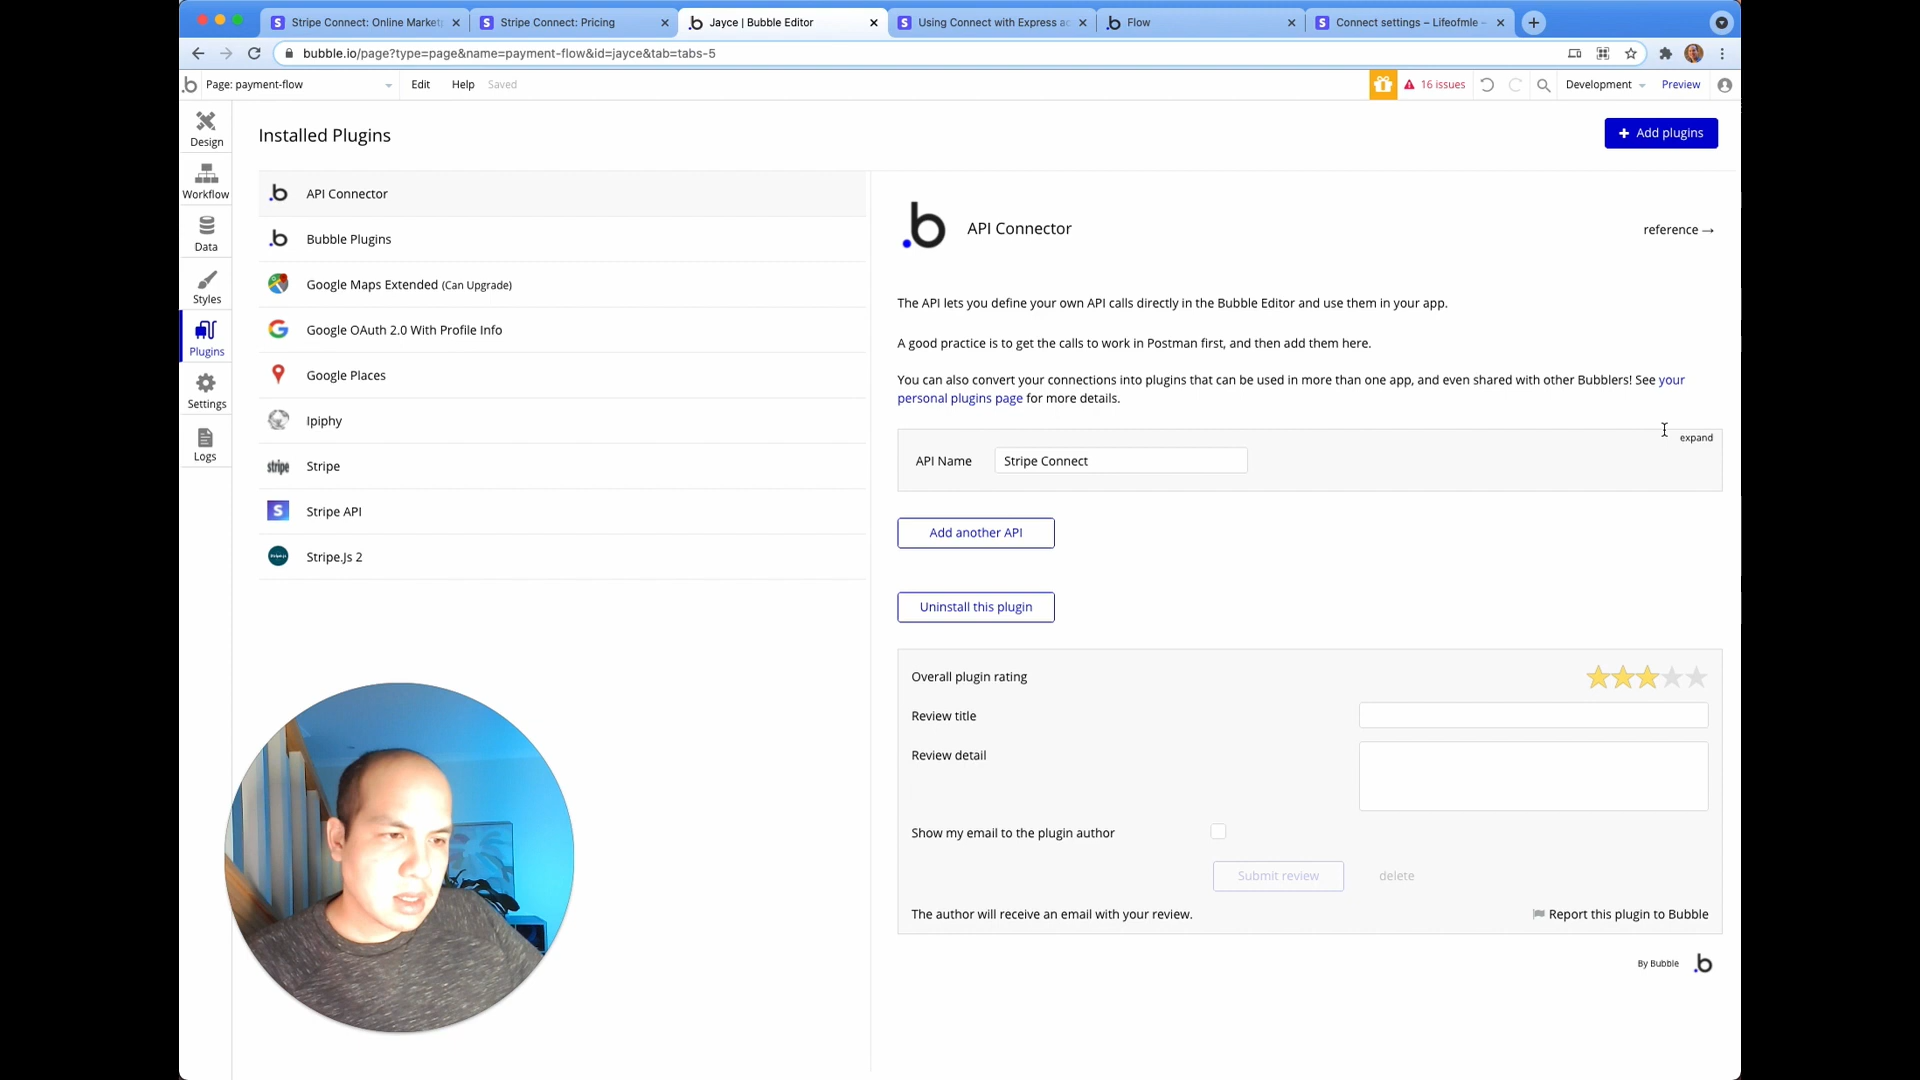 Stripe Connect: Online Market
Stripe Connect: Pricing
Jayce | Bubble Editor
Using Connect with Express ac
Flow
Connect settings – Lifeofmle –
bubble.io/page?type=page&name=payment-flow&id=jayce&tab=tabs-5
Page: payment-flow
Edit
Help
Saved
16 issues
Development
Preview
Design
Workflow
Data
Styles
Plugins
Settings
Logs
Installed Plugins
+ Add plugins
API Connector
Bubble Plugins
Google Maps Extended (Can Upgrade)
Google OAuth 2.0 With Profile Info
Google Places
Ipiphy
stripe
Stripe
S
Stripe API
Stripe.Js 2
.b
API Connector
reference →
The API lets you define your own API calls directly in the Bubble Editor and use them in your app.
A good practice is to get the calls to work in Postman first, and then add them here.
You can also convert your connections into plugins that can be used in more than one app, and even shared with other Bubblers! See your
personal plugins page for more details.
expand
API Name
Stripe Connect
Add another API
Uninstall this plugin
Overall plugin rating
Review title
Review detail
Show my email to the plugin author
Submit review
delete
The author will receive an email with your review.
Report this plugin to Bubble
By Bubble
.b